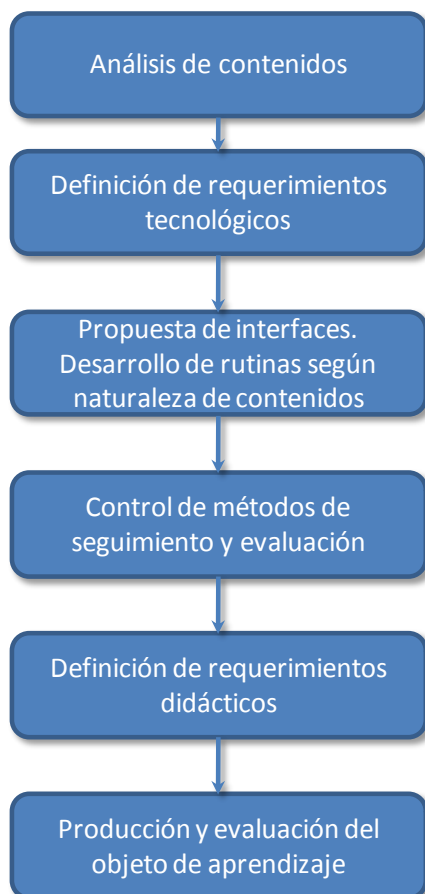 Análisis de contenidos
Definición de requerimientos
tecnológicos
Propuesta de interfaces.
Desarrollo de rutinas según
naturaleza de contenidos
Control de métodos de
seguimiento y evaluación
Definición de requerimientos
didácticos
Producción y evaluación del
objeto de aprendizaje